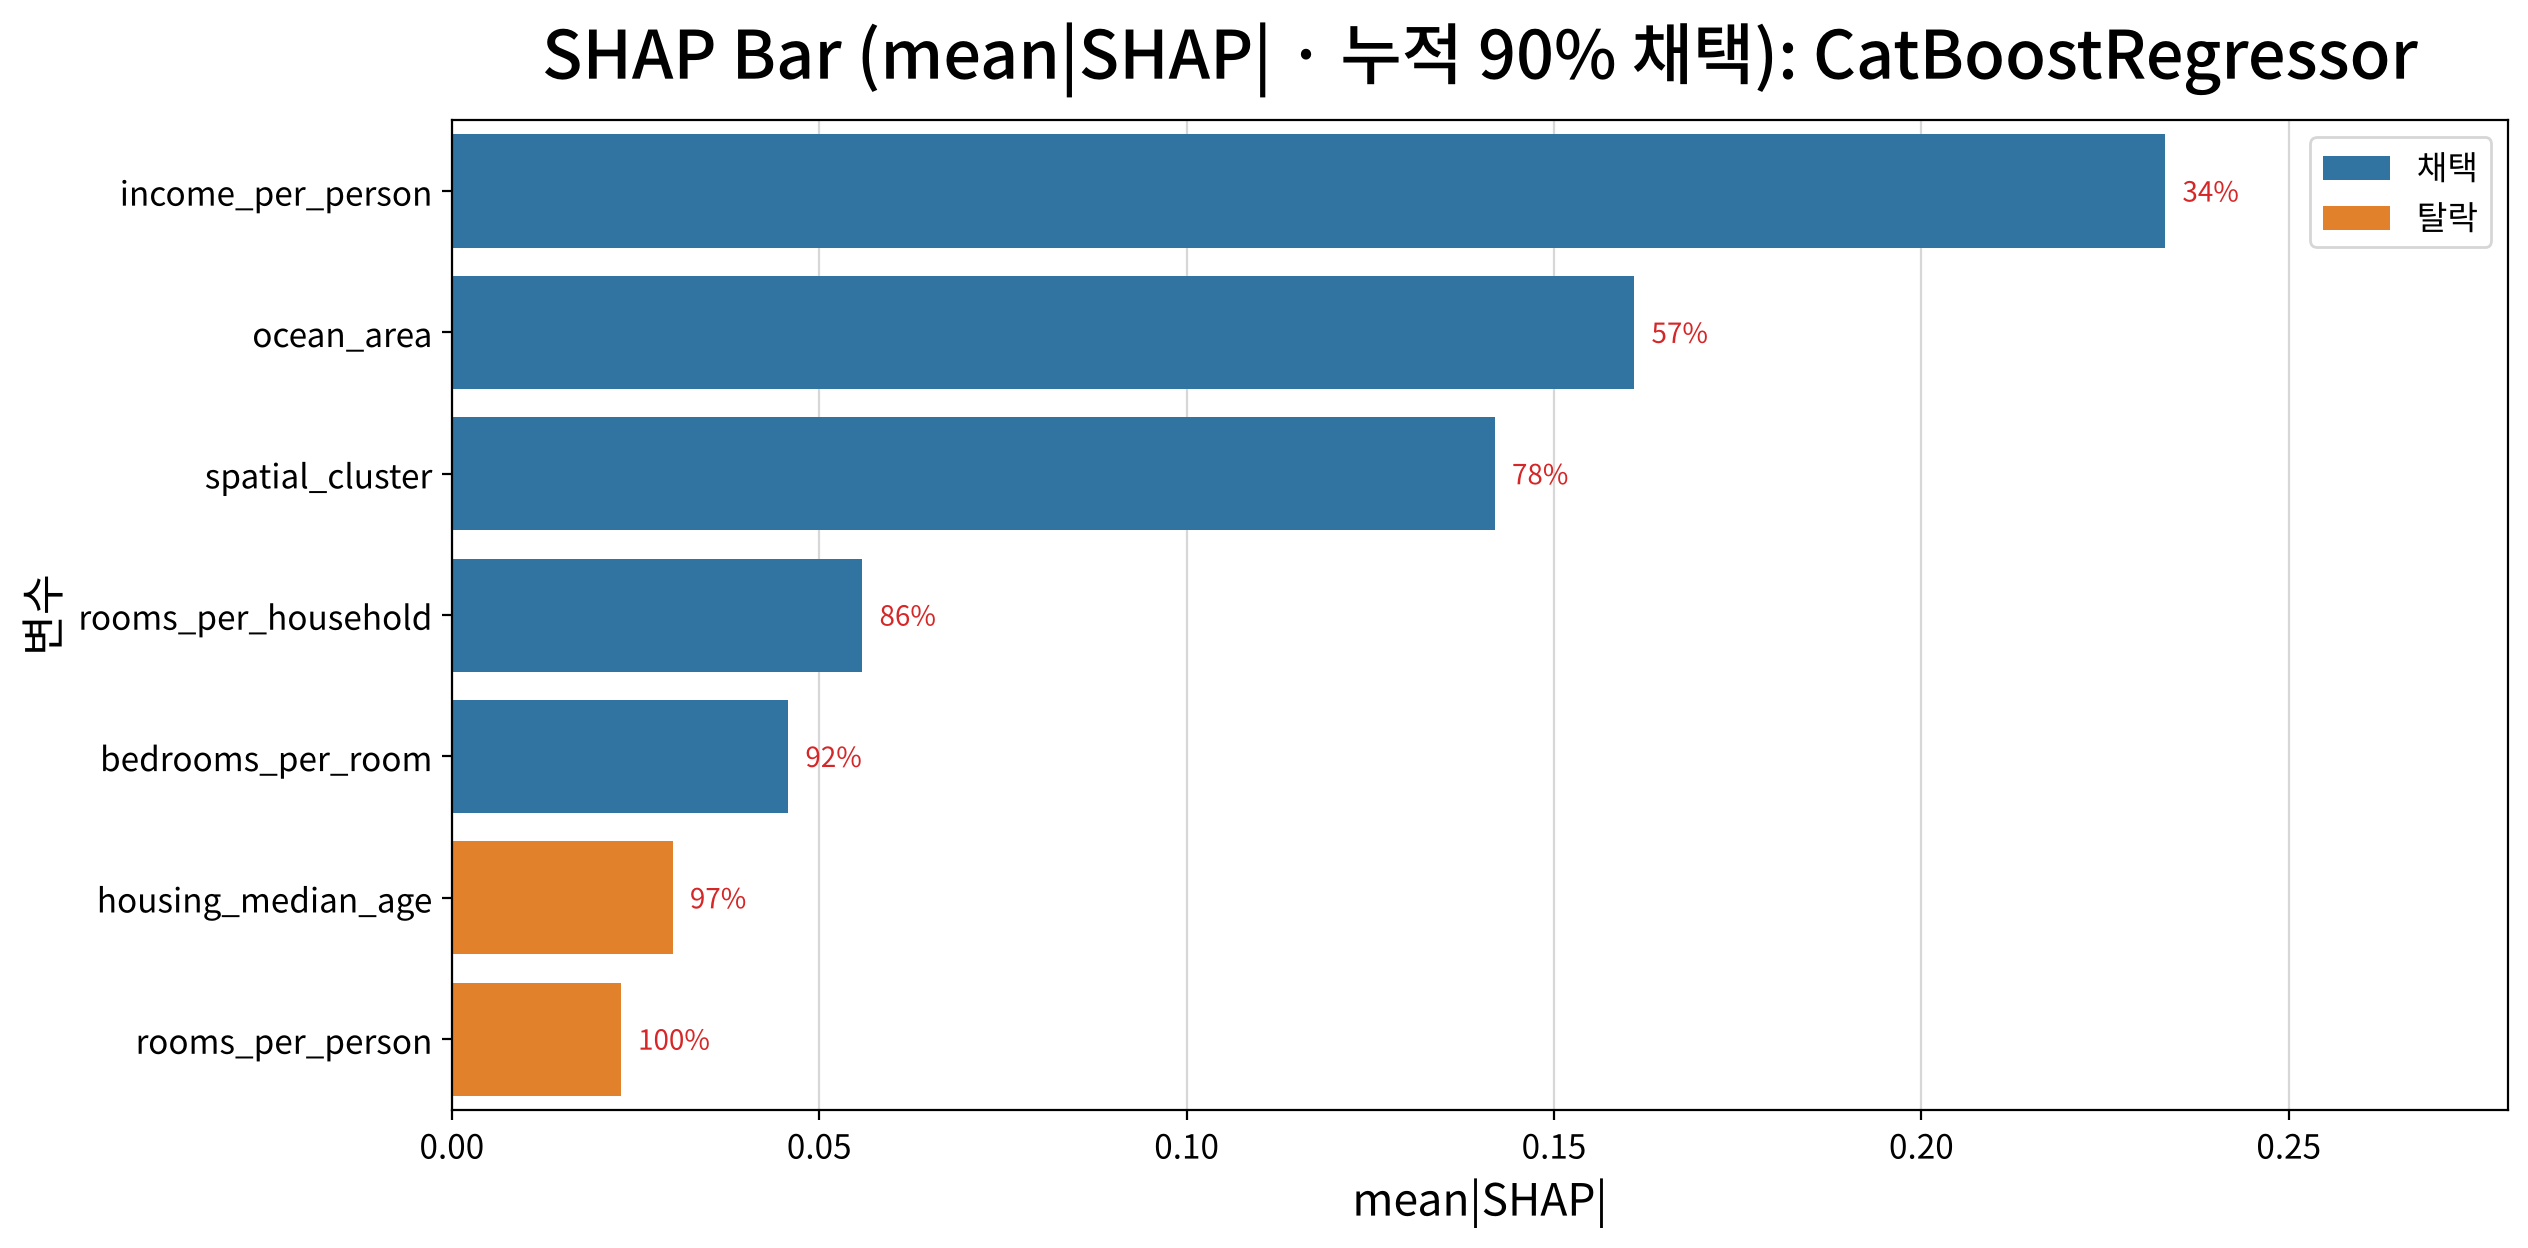 SHAP Bar (mean|SHAP| · 누적 90% 채택): CatBoostRegressor
채택
탈락
변수
income_per_person
34%
ocean_area
57%
spatial_cluster
78%
rooms_per_household
86%
bedrooms_per_room
92%
housing_median_age
97%
rooms_per_person
100%
0.00 0.05 0.10 0.15 0.20 0.25
mean|SHAP|